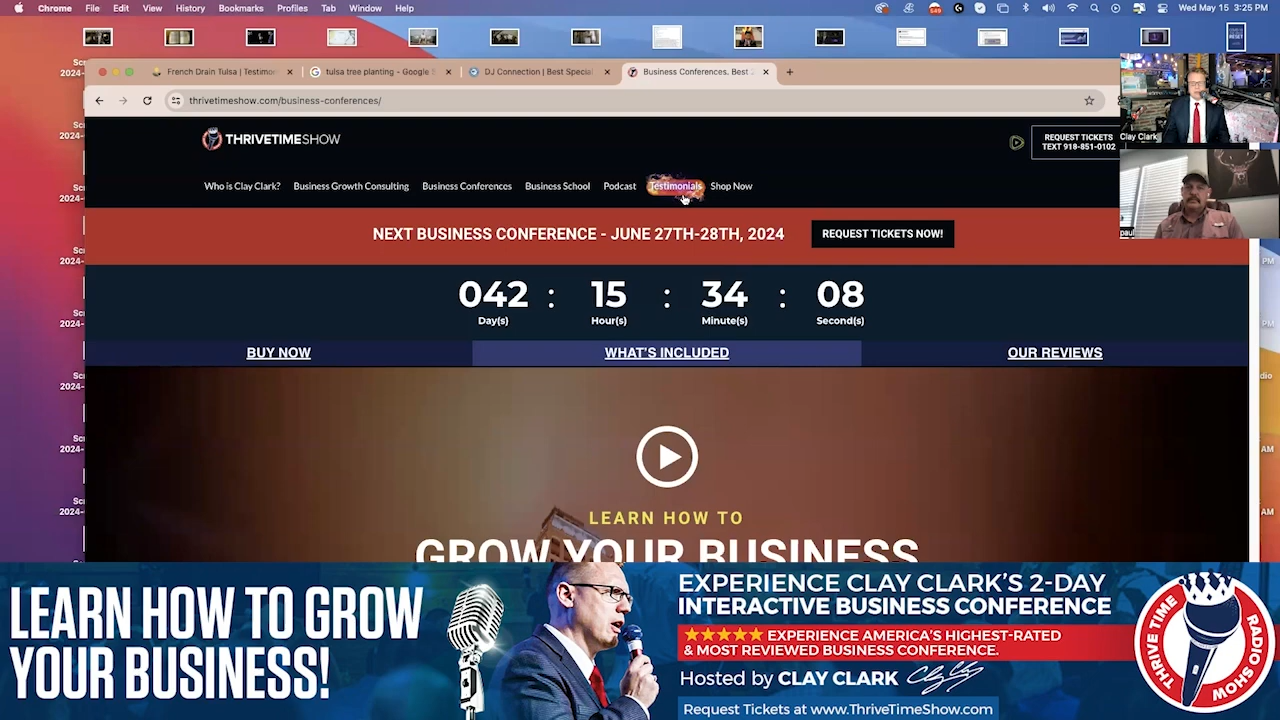 Chrome File Edit View History Bookmarks Profiles Tab Window Help
549
Wed May 15 3:25 PM
French Drain Tulsa | Testimo
tulsa tree planting - Google S
DJ Connection | Best Special
Business Conferences, Best
thrivetimeshow.com/business-conferences/
THRIVETIMESHOW
REQUEST TICKETS
TEXT 918-851-0102
Clay Clark
Who is Clay Clark? Business Growth Consulting Business Conferences Business School Podcast Testimonials Shop Now
paul
NEXT BUSINESS CONFERENCE - JUNE 27TH-28TH, 2024
REQUEST TICKETS NOW!
042 : 15 : 34 : 08
Day(s) Hour(s) Minute(s) Second(s)
BUY NOW
WHAT'S INCLUDED
OUR REVIEWS
LEARN HOW TO
GROW YOUR BUSINESS
LEARN HOW TO GROW
YOUR BUSINESS!
EXPERIENCE CLAY CLARK'S 2-DAY
INTERACTIVE BUSINESS CONFERENCE
★★★★★ EXPERIENCE AMERICA'S HIGHEST-RATED
& MOST REVIEWED BUSINESS CONFERENCE.
Hosted by CLAY CLARK
Request Tickets at www.ThriveTimeShow.com
THRIVE TIME
RADIO SHOW